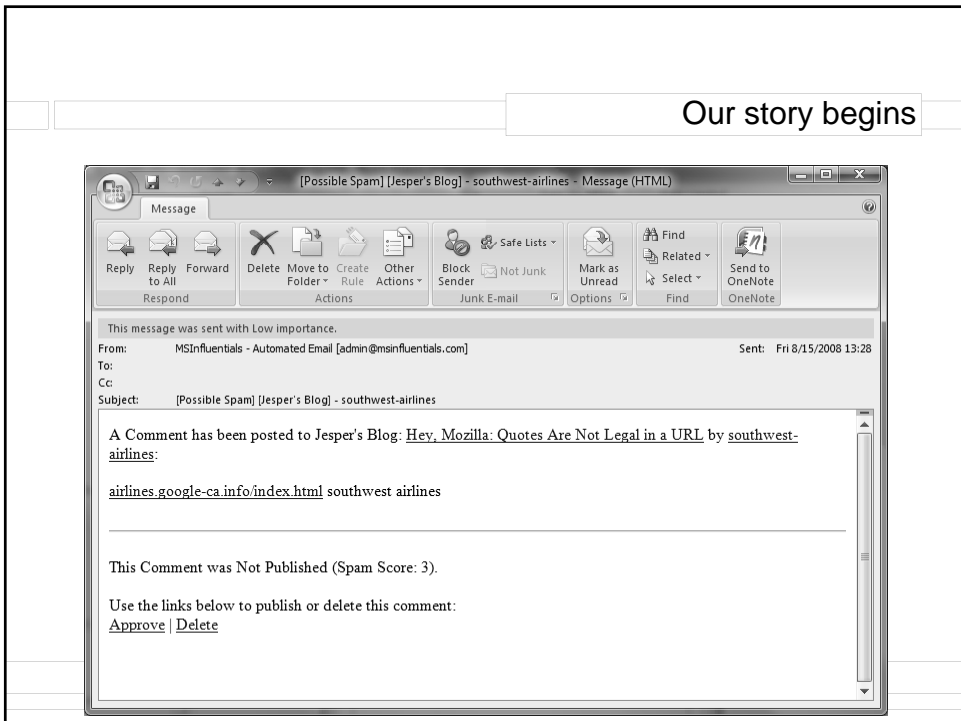 Our story begins
[Possible Spam] [Jesper's Blog] - southwest-airlines - Message (HTML)
Message
Reply
Reply to All
Forward
Respond
Delete
Move to Folder
Create Rule
Other Actions
Actions
Block Sender
Safe Lists
Not Junk
Junk E-mail
Mark as Unread
Options
Find
Related
Select
Find
Send to OneNote
OneNote
This message was sent with Low importance.
From: MSInfluentials - Automated Email [admin@msinfluentials.com] Sent: Fri 8/15/2008 13:28
To:
Cc:
Subject: [Possible Spam] [Jesper's Blog] - southwest-airlines
A Comment has been posted to Jesper's Blog: Hey, Mozilla: Quotes Are Not Legal in a URL by southwest-
airlines:
airlines.google-ca.info/index.html southwest airlines
This Comment was Not Published (Spam Score: 3).
Use the links below to publish or delete this comment:
Approve | Delete